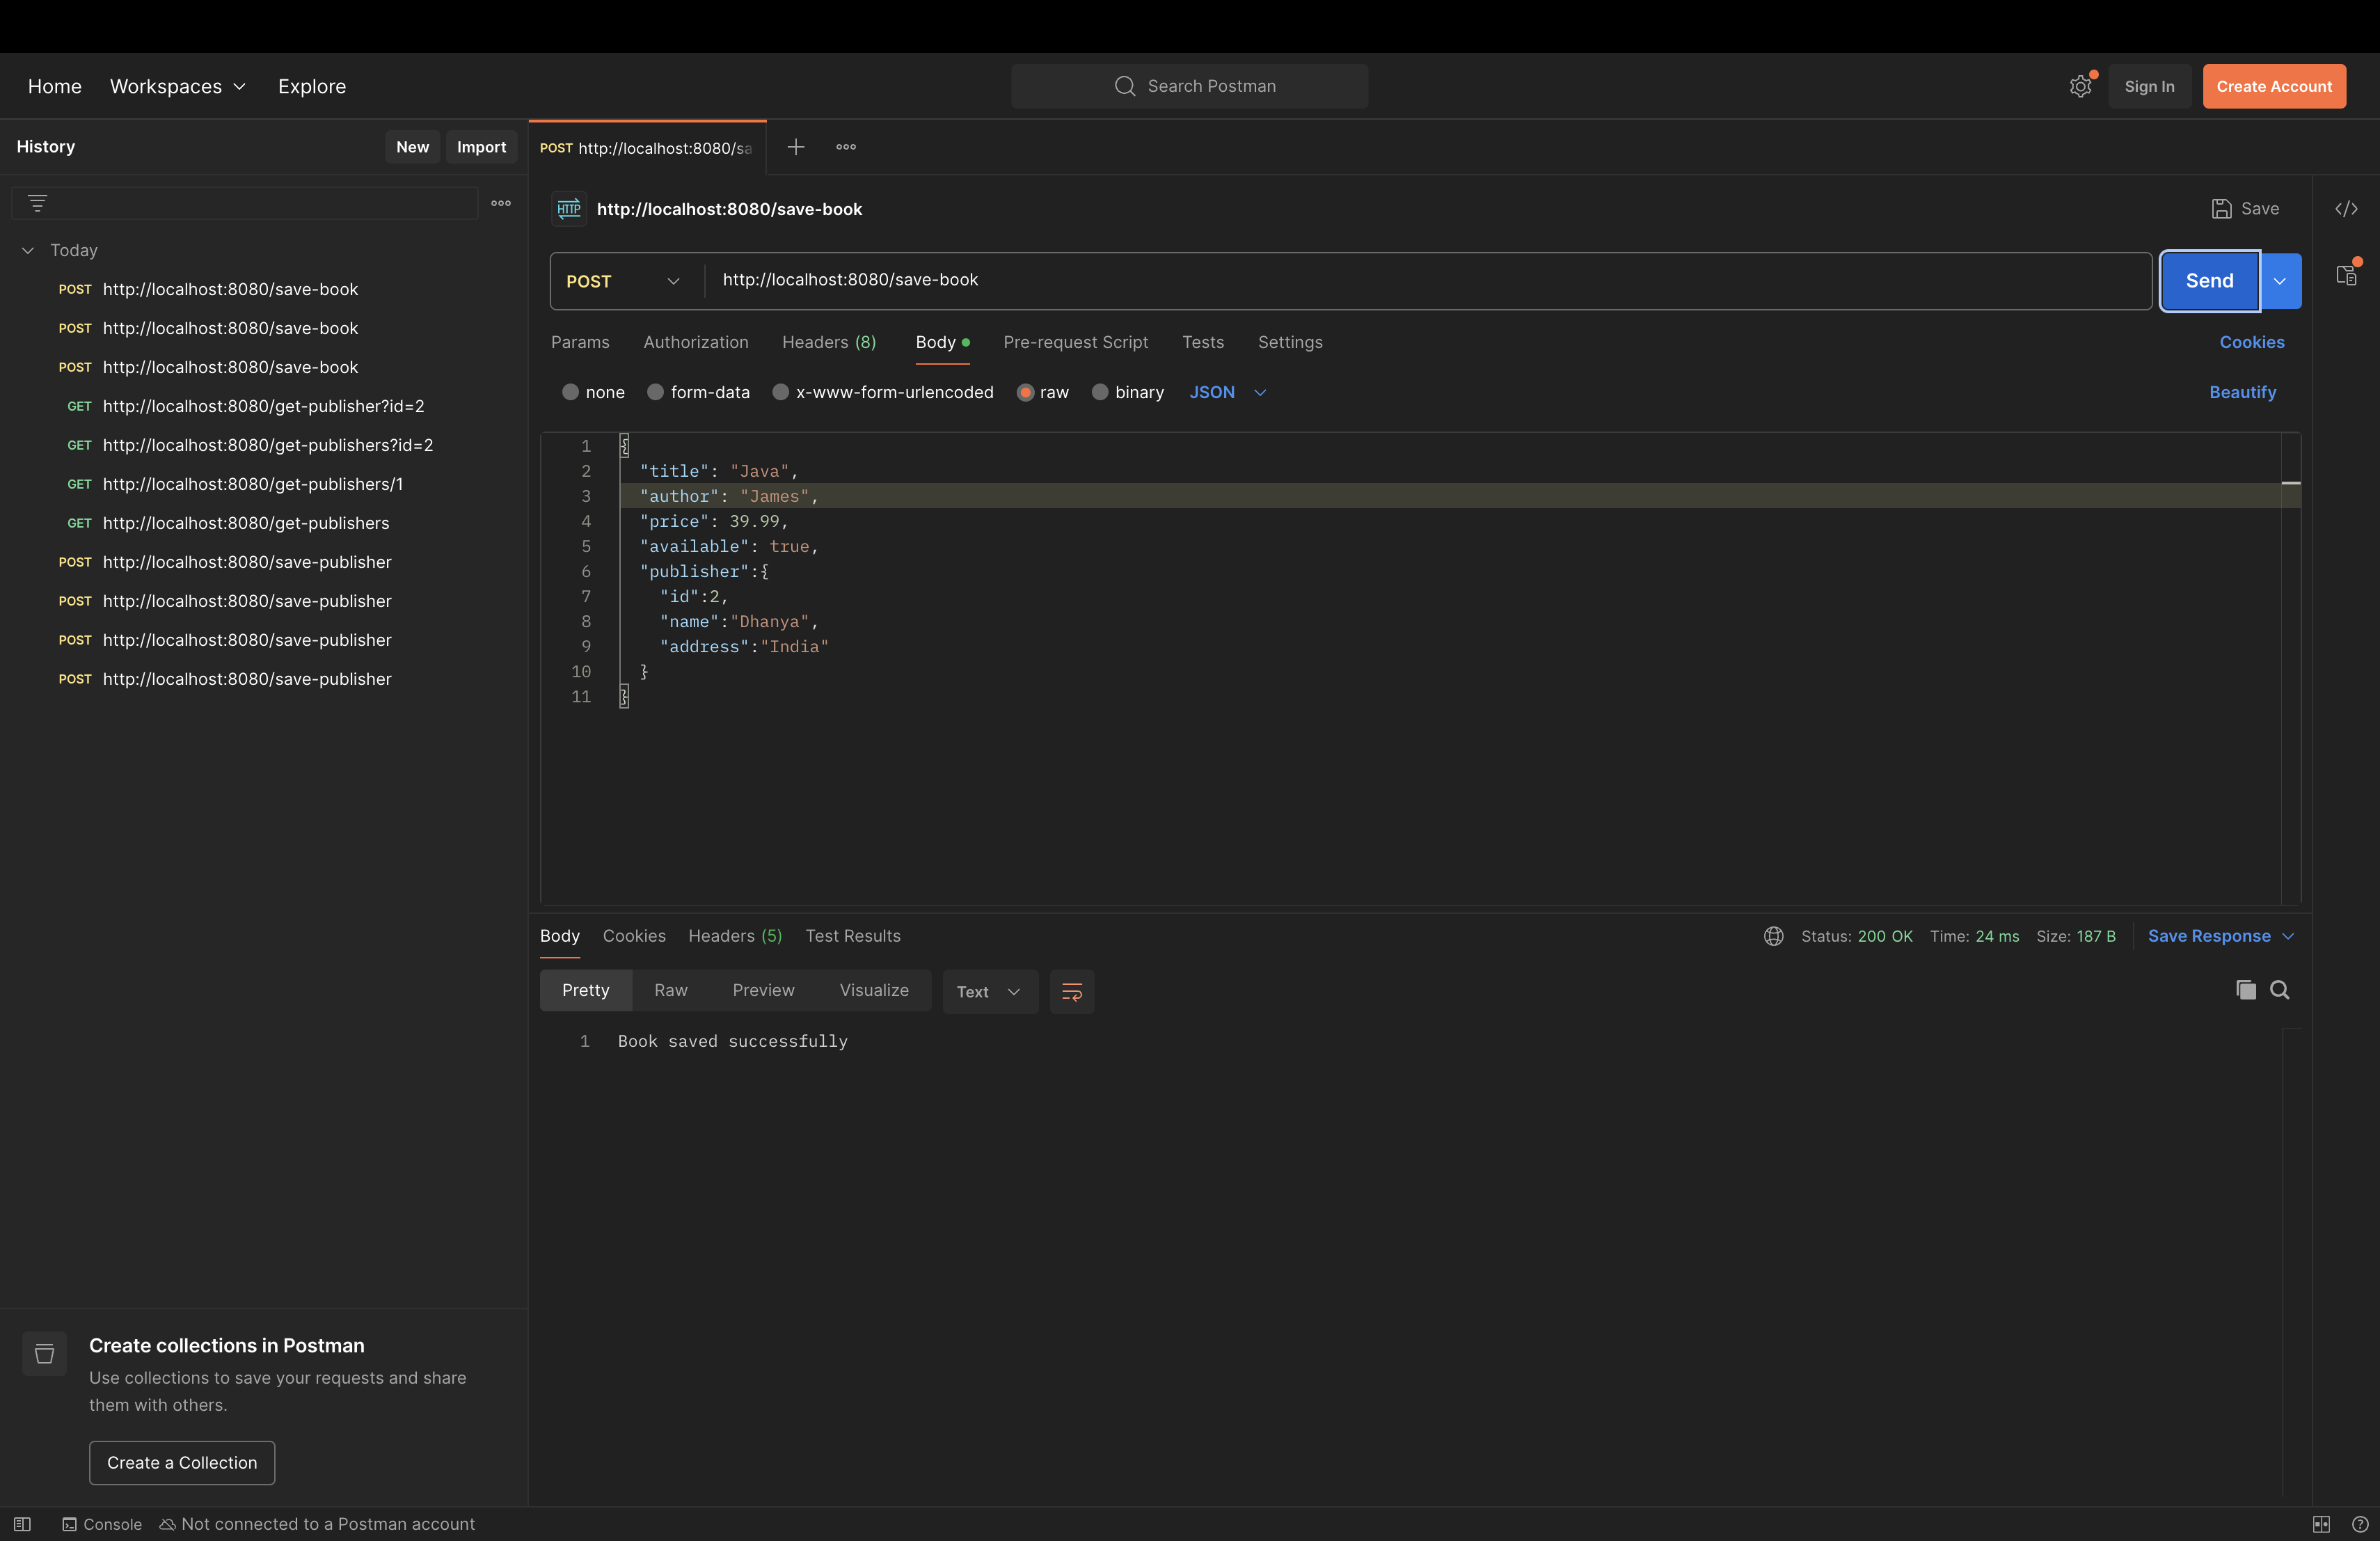 Home Workspaces Explore Search Postman Sign In Create Account
History New Import
Today
POST http://localhost:8080/save-book
POST http://localhost:8080/save-book
POST http://localhost:8080/save-book
GET http://localhost:8080/get-publisher?id=2
GET http://localhost:8080/get-publishers?id=2
GET http://localhost:8080/get-publishers/1
GET http://localhost:8080/get-publishers
POST http://localhost:8080/save-publisher
POST http://localhost:8080/save-publisher
POST http://localhost:8080/save-publisher
POST http://localhost:8080/save-publisher
Create collections in Postman
Use collections to save your requests and share
them with others.
Create a Collection
POST http://localhost:8080/sa
HTTP http://localhost:8080/save-book Save
POST http://localhost:8080/save-book Send
Params Authorization Headers (8) Body Pre-request Script Tests Settings Cookies
none form-data x-www-form-urlencoded raw binary JSON Beautify
1 {
2 "title": "Java",
3 "author": "James",
4 "price": 39.99,
5 "available": true,
6 "publisher":{
7 "id":2,
8 "name":"Dhanya",
9 "address":"India"
10 }
11 }
Body Cookies Headers (5) Test Results Status: 200 OK Time: 24 ms Size: 187 B Save Response
Pretty Raw Preview Visualize Text
1 Book saved successfully
Console Not connected to a Postman account